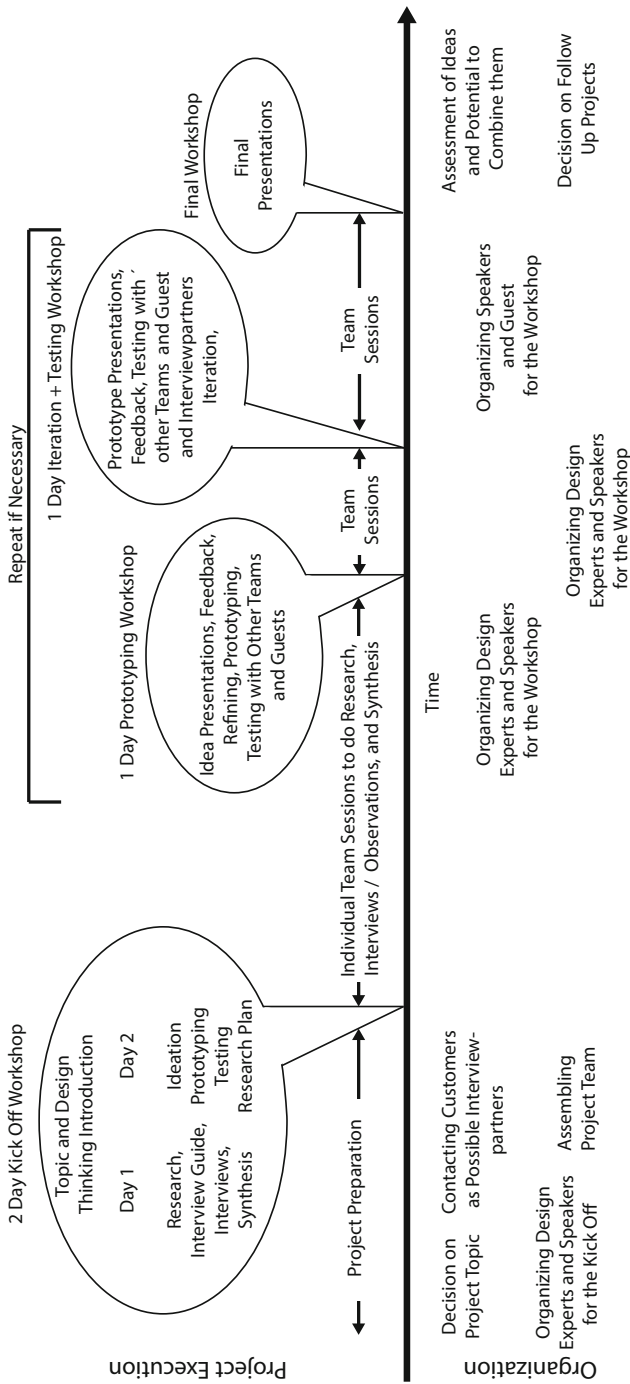 Repeat if Necessary
2 Day Kick Off Workshop
Topic and Design
Thinking Introduction
Day 1
Research,
Interview Guide,
Interviews,
Synthesis
Day 2
Ideation
Prototyping
Testing
Research Plan
1 Day Prototyping Workshop
Idea Presentations, Feedback,
Refining, Prototyping,
Testing with Other Teams
and Guests
1 Day Iteration + Testing Workshop
Prototype Presentations,
Feedback, Testing with ´
other Teams and Guest
and Interviewpartners
Iteration,
Final Workshop
Final
Presentations
Project Execution
Project Preparation
Individual Team Sessions to do Research,
Interviews / Observations, and Synthesis
Team
Sessions
Team
Sessions
Time
Organization
Decision on
Project Topic
Contacting Customers
as Possible Interview-
partners
Organizing Design
Experts and Speakers
for the Kick Off
Assembling
Project Team
Organizing Design
Experts and Speakers
for the Workshop
Organizing Design
Experts and Speakers
for the Workshop
Organizing Speakers
and Guest
for the Workshop
Assessment of Ideas
and Potential to
Combine them
Decision on Follow
Up Projects